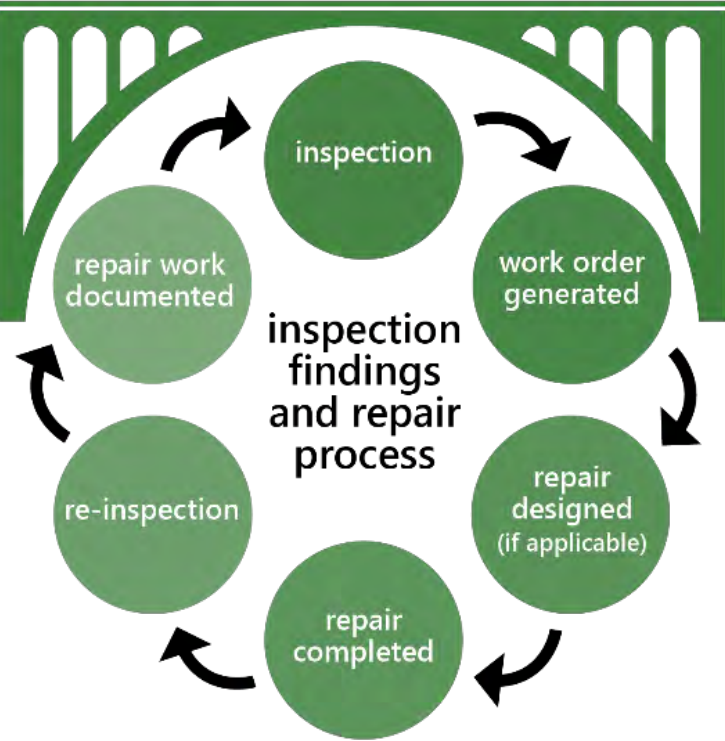 inspection
work order
generated
repair
designed
(if applicable)
repair
completed
re-inspection
repair work
documented
inspection
findings
and repair
process